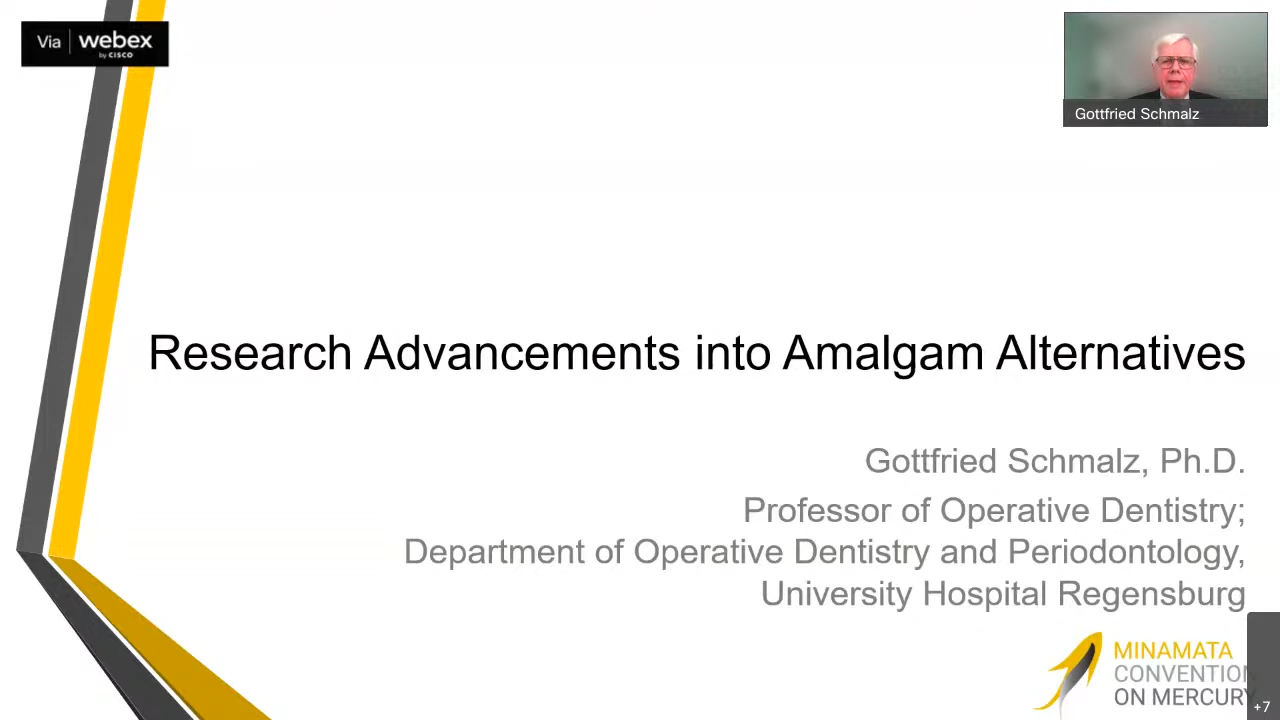 Via webex
by CISCO
Gottfried Schmalz
Research Advancements into Amalgam Alternatives
Gottfried Schmalz, Ph.D.
Professor of Operative Dentistry;
Department of Operative Dentistry and Periodontology,
University Hospital Regensburg
MINAMATA
CONVENTION
ON MERCURY
+7